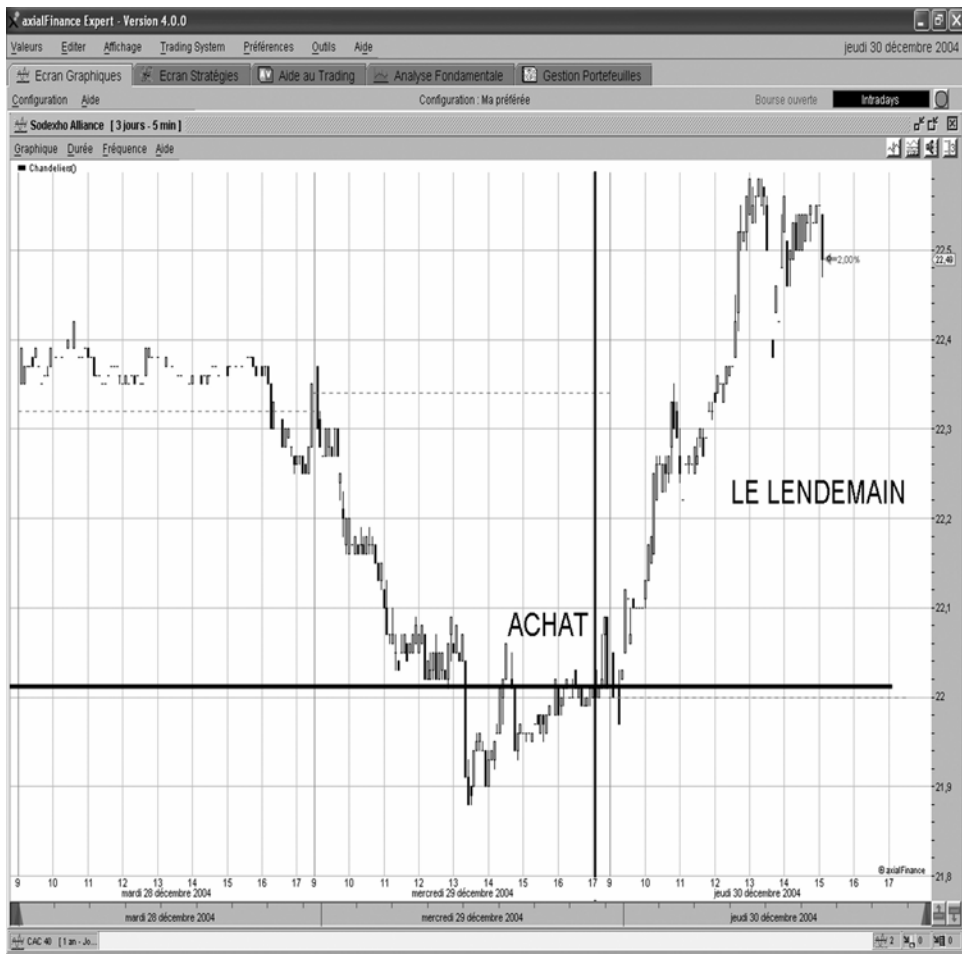 axialFinance Expert - Version 4.0.0
Valeurs Editer Affichage Trading System Préférences Outils Aide jeudi 30 décembre 2004
Ecran Graphiques Ecran Stratégies Aide au Trading Analyse Fondamentale Gestion Portefeuilles
Configuration Aide Configuration : Ma préférée Bourse ouverte Intradays
Sodexho Alliance [ 3 jours - 5 min ]
Graphique Durée Fréquence Aide
Chandeliers()
22,5
22,49
2,00%
22,4
22,3
LE LENDEMAIN
22,2
22,1
ACHAT
22
21,9
© axialFinance
21,8
9 10 11 12 13 14 15 16 17 9 10 11 12 13 14 15 16 17 9 10 11 12 13 14 15 16 17
mardi 28 décembre 2004 mercredi 29 décembre 2004 jeudi 30 décembre 2004
mardi 28 décembre 2004 mercredi 29 décembre 2004 jeudi 30 décembre 2004
CAC 40 [ 1 an - Jo... 2 0 0